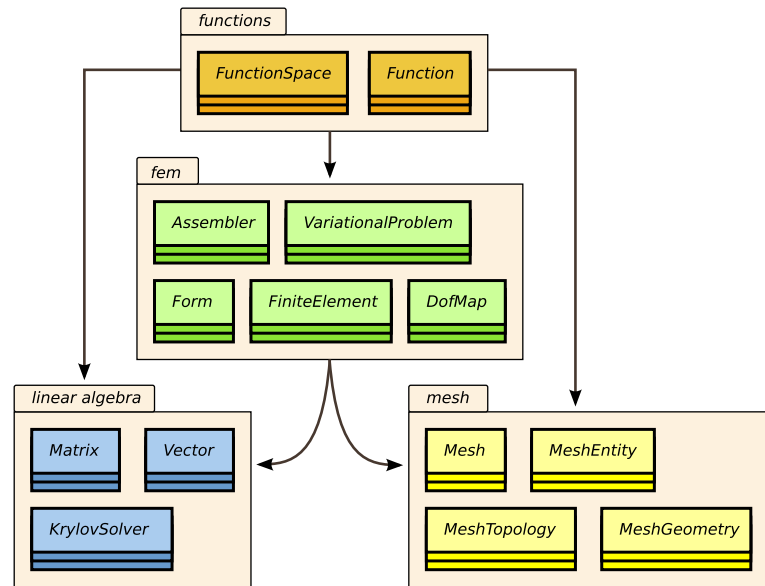 functions
FunctionSpace
Function
fem
Assembler
VariationalProblem
Form
FiniteElement
DofMap
linear algebra
Matrix
Vector
KrylovSolver
mesh
Mesh
MeshEntity
MeshTopology
MeshGeometry